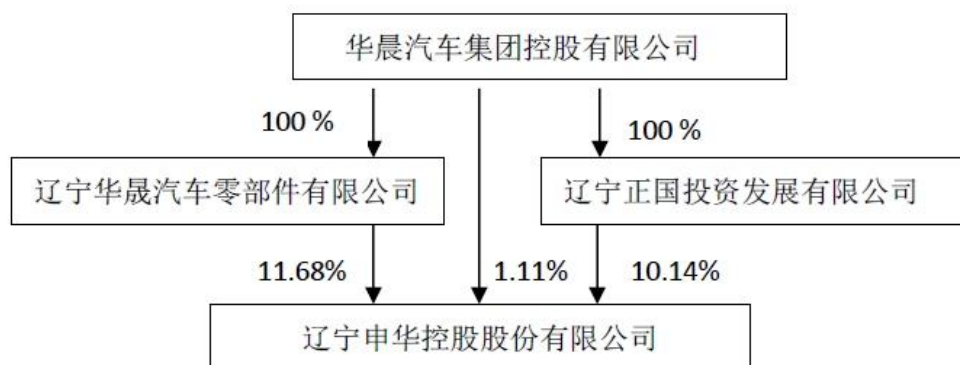 华晨汽车集团控股有限公司
100 %
100 %
辽宁华晟汽车零部件有限公司
辽宁正国投资发展有限公司
11.68%
1.11%
10.14%
辽宁申华控股股份有限公司